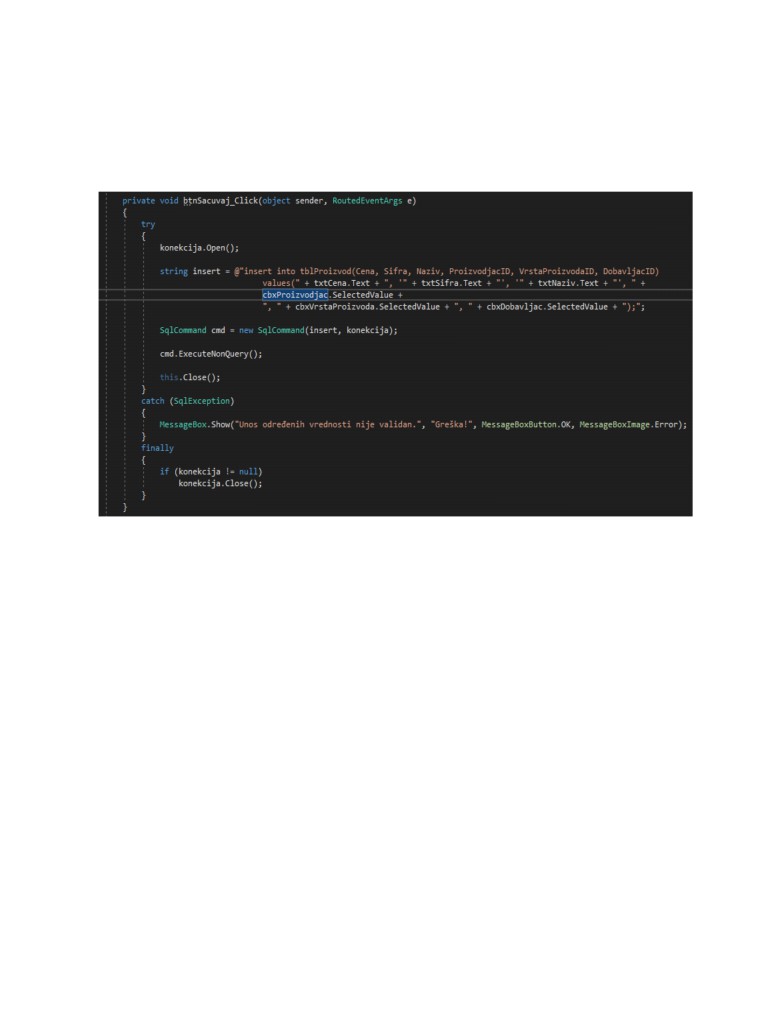 private void btnSacuvaj_Click(object sender, RoutedEventArgs e)
{
try
{
konekcija.Open();
string insert = @"insert into tblProizvod(Cena, Sifra, Naziv, ProizvodjacID, VrstaProizvodaID, DobavljacID)
values(" + txtCena.Text + ", '" + txtSifra.Text + "', '" + txtNaziv.Text + "', " +
cbxProizvodjac.SelectedValue +
", " + cbxVrstaProizvoda.SelectedValue + ", " + cbxDobavljac.SelectedValue + ");";
SqlCommand cmd = new SqlCommand(insert, konekcija);
cmd.ExecuteNonQuery();
this.Close();
}
catch (SqlException)
{
MessageBox.Show("Unos određenih vrednosti nije validan.", "Greška!", MessageBoxButton.OK, MessageBoxImage.Error);
}
finally
{
if (konekcija != null)
konekcija.Close();
}
}